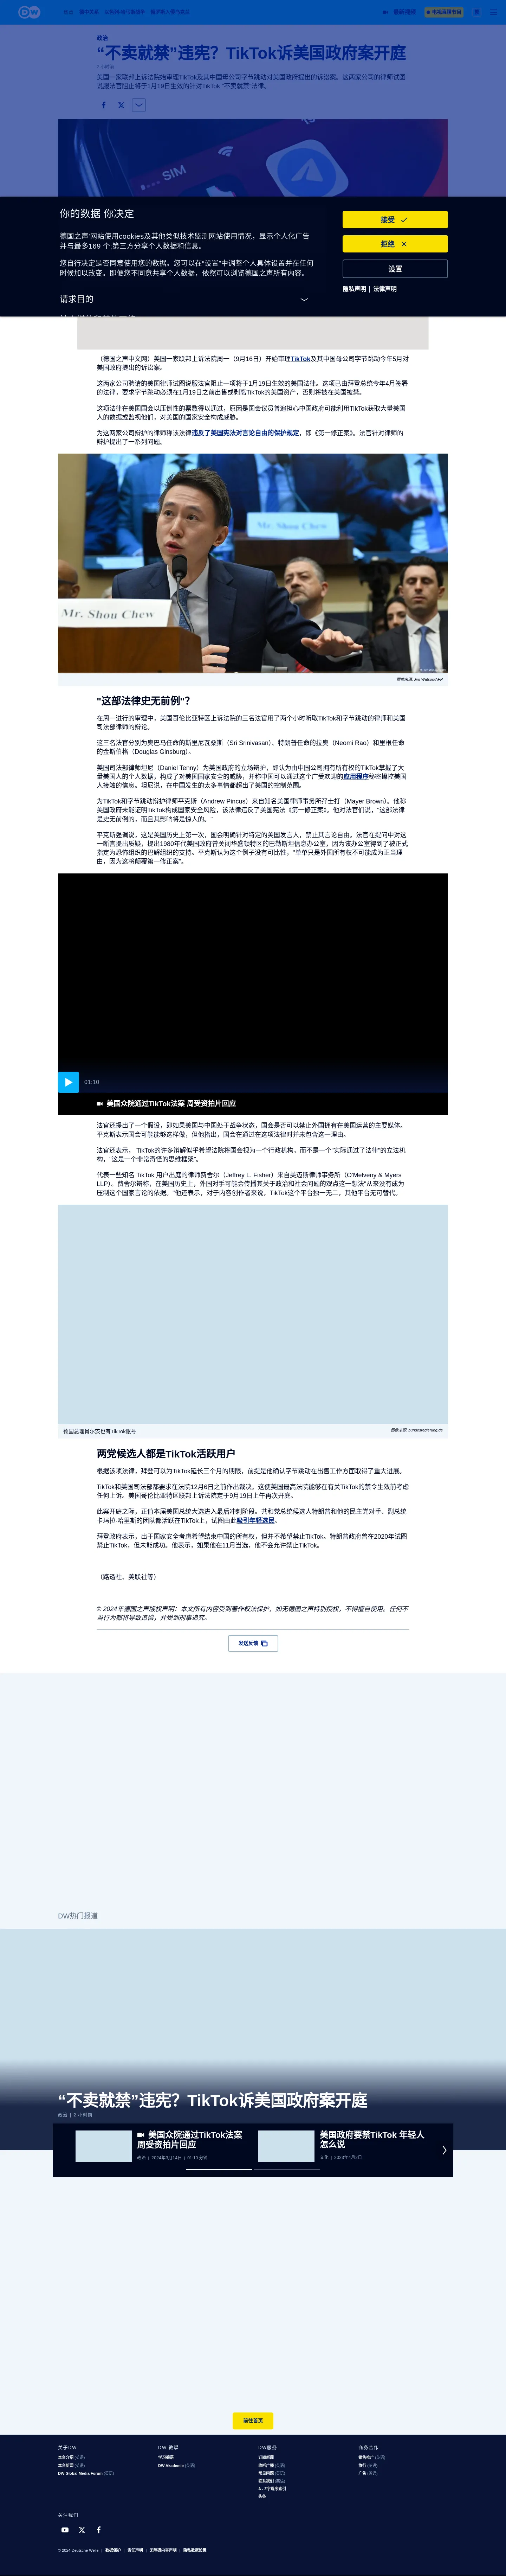 政治
“不卖就禁”违宪？TikTok诉美国政府案开庭
美国一家联邦上诉法院始审理TikTok及其中国母公司字节跳动对美国政府提出的诉讼案。这两家公司的律师试图
说服法官阻止将于1月19日生效的针对TikTok “不卖就禁”法律。
SIM
你的数据 你决定
德国之声'网站使用cookies及其他类似技术监测网站使用情况，显示个人化广告
并与最多169 个;第三方分享个人数据和信息。
您自行决定是否同意使用您的数据。您可以在“设置”中调整个人具体设置并在任何
时候加以改变。即便您不同意共享个人数据，依然可以浏览德国之声所有内容。
请求目的
接受
拒绝
设置
隐私声明 | 法律声明
（德国之声中文网）美国一家联邦上诉法院周一（9月16日）开始审理TikTok及其中国母公司字节跳动今年5月对
美国政府提出的诉讼案。
这两家公司聘请的美国律师试图说服法官阻止一项将于1月19日生效的美国法律。这项已由拜登总统今年4月签署
的法律，要求字节跳动必须在1月19日之前出售或剥离TikTok的美国资产，否则将被在美国被禁。
这项法律在美国国会以压倒性的票数得以通过，原因是国会议员普遍担心中国政府可能利用TikTok获取大量美国
人的数据或监视他们，对美国的国家安全构成威胁。
为这两家公司辩护的律师称该法律违反了美国宪法对言论自由的保护规定，即《第一修正案》。法官针对律师的
辩护提出了一系列问题。
Mr. Shou Chew
Mr. Shou Chew
图像来源: Jim Watson/AFP
“这部法律史无前例”?
在周一进行的审理中，美国哥伦比亚特区上诉法院的三名法官用了两个小时听取TikTok和字节跳动的律师和美国
司法部律师的辩论。
这三名法官分别为奥巴马任命的斯里尼瓦桑斯（Sri Srinivasan）、特朗普任命的拉奥（Neomi Rao）和里根任命
的金斯伯格（Douglas Ginsburg）。
美国司法部律师坦尼（Daniel Tenny）为美国政府的立场辩护，即认为由中国公司拥有所有权的TikTok掌握了大
量美国人的个人数据，构成了对美国国家安全的威胁，并称中国可以通过这个广受欢迎的应用程序秘密操控美国
人接触的信息。坦尼说，在中国发生的太多事情都超出了美国的控制范围。
为TikTok和字节跳动辩护律师平克斯（Andrew Pincus）来自知名美国律师事务所孖士打（Mayer Brown）。他称
美国政府未能证明TikTok构成国家安全风险，该法律违反了美国宪法《第一修正案》。他对法官们说，“这部法律
是史无前例的，而且其影响将是惊人的。”
平克斯强调说，这是美国历史上第一次，国会明确针对特定的美国发言人，禁止其言论自由。法官在提问中对这
一断言提出质疑，提出1980年代美国政府曾关闭华盛顿特区的巴勒斯坦信息办公室，因为该办公室得到了被正式
指定为恐怖组织的巴解组织的支持。平克斯认为这个例子没有可比性，“单单只是外国所有权不可能成为正当理
由，因为这将颠覆第一修正案”。
01:10
美国众院通过TikTok法案 周受资拍片回应
法官还提出了一个假设，即如果美国与中国处于战争状态，国会是否可以禁止外国拥有在美国运营的主要媒体。
平克斯表示国会可能能够这样做，但他指出，国会在通过在这项法律时并未包含这一理由。
法官还表示， TikTok的许多辩解似乎希望法院将国会视为一个行政机构，而不是一个“实际通过了法律”的立法机
构，“这是一个非常奇怪的思维框架”。
代表一些知名 TikTok 用户出庭的律师费舍尔（Jeffrey L. Fisher）来自美迈斯律师事务所（O'Melveny & Myers
LLP）。费舍尔辩称，在美国历史上，外国对手可能会传播其关于政治和社会问题的观点这一想法“从来没有成为
压制这个国家言论的依据。”他还表示，对于内容创作者来说，TikTok这个平台独一无二，其他平台无可替代。
德国总理肖尔茨也有TikTok账号
图像来源: bundesregierung.de
两党候选人都是TikTok活跃用户
根据该项法律，拜登可以为TikTok延长三个月的期限，前提是他确认字节跳动在出售工作方面取得了重大进展。
TikTok和美国司法部都要求在法院12月6日之前作出裁决。这使美国最高法院能够在有关TikTok的禁令生效前考虑
任何上诉。美国哥伦比亚特区联邦上诉法院定于9月19日上午再次开庭。
此案开庭之际，正值本届美国总统大选进入最后冲刺阶段。共和党总统候选人特朗普和他的民主党对手、副总统
卡玛拉·哈里斯的团队都活跃在TikTok上，试图由此吸引年轻选民。
拜登政府表示，出于国家安全考虑希望结束中国的所有权，但并不希望禁止TikTok。特朗普政府曾在2020年试图
禁止TikTok，但未能成功。他表示，如果他在11月当选，他不会允许禁止TikTok。
（路透社、美联社等）
© 2024年德国之声版权声明：本文所有内容受到著作权法保护，如无德国之声特别授权，不得擅自使用。任何不
当行为都将导致追偿，并受到刑事追究。
发送反馈
DW热门报道
“不卖就禁”违宪？TikTok诉美国政府案开庭
政治 | 2 小时前
美国众院通过TikTok法案
周受资拍片回应
政治 | 2024年3月14日 | 01:10 分钟
美国政府要禁TikTok 年轻人
怎么说
文化 | 2023年4月2日
前往首页
关于DW
本台介绍 (英语)
本台新闻 (英语)
DW Global Media Forum (英语)
DW 教学
学习德语
DW Akademie (英语)
DW服务
订阅新闻
收听广播 (英语)
常见问题 (英语)
联系我们 (英语)
A - Z字母序索引
头条
商务合作
销售推广 (英语)
旅行 (英语)
广告 (英语)
关注我们
© 2024 Deutsche Welle | 数据保护 | 责任声明 | 无障碍内容声明 | 隐私数据设置